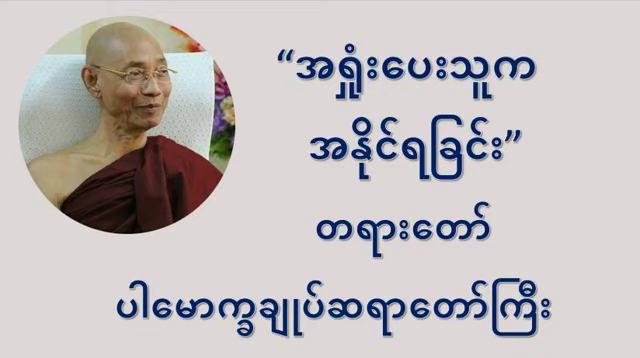 “အရှုံးပေးသူက
အနိုင်ရခြင်း”
တရားတော်
ပါမောက္ခချုပ်ဆရာတော်ကြီး